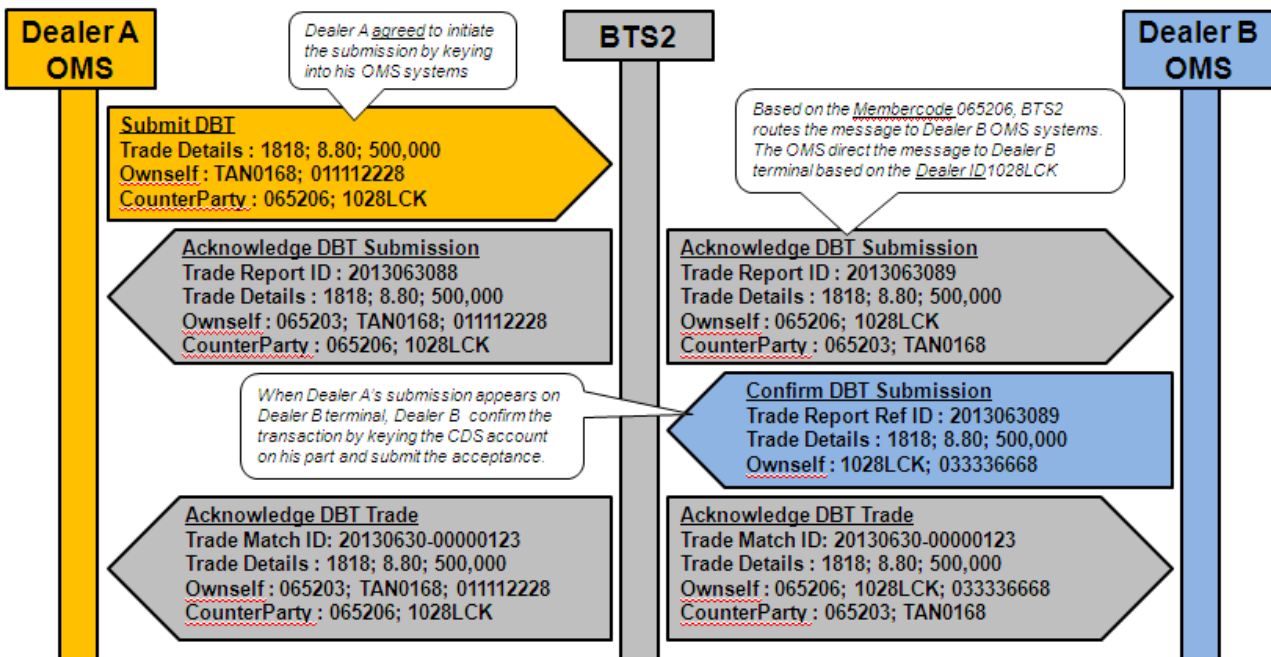 Dealer A
OMS
BTS2
Dealer B
OMS
Dealer A agreed to initiate
the submission by keying
into his OMS systems
Submit DBT
Trade Details : 1818; 8.80; 500,000
Ownself : TAN0168; 011112228
CounterParty : 065206; 1028LCK
Based on the Membercode 065206, BTS2
routes the message to Dealer B OMS systems.
The OMS direct the message to Dealer B
terminal based on the Dealer ID1028LCK
Acknowledge DBT Submission
Trade Report ID : 2013063088
Trade Details : 1818; 8.80; 500,000
Ownself : 065203; TAN0168; 011112228
CounterParty : 065206; 1028LCK
Acknowledge DBT Submission
Trade Report ID : 2013063089
Trade Details : 1818; 8.80; 500,000
Ownself : 065206; 1028LCK
CounterParty : 065203; TAN0168
When Dealer A's submission appears on
Dealer B terminal, Dealer B confirm the
transaction by keying the CDS account
on his part and submit the acceptance.
Confirm DBT Submission
Trade Report Ref ID : 2013063089
Trade Details : 1818; 8.80; 500,000
Ownself : 1028LCK; 033336668
Acknowledge DBT Trade
Trade Match ID: 20130630-00000123
Trade Details : 1818; 8.80; 500,000
Ownself : 065203; TAN0168; 011112228
CounterParty : 065206; 1028LCK
Acknowledge DBT Trade
Trade Match ID: 20130630-00000123
Trade Details : 1818; 8.80; 500,000
Ownself : 065206; 1028LCK; 033336668
CounterParty : 065203; TAN0168